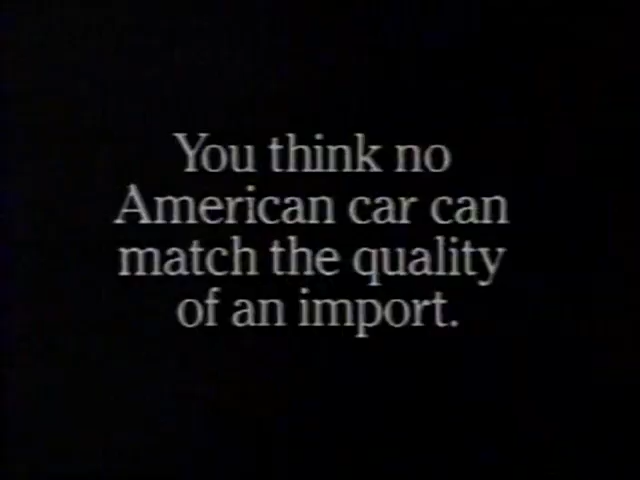 You think no
American car can
match the quality
of an import.